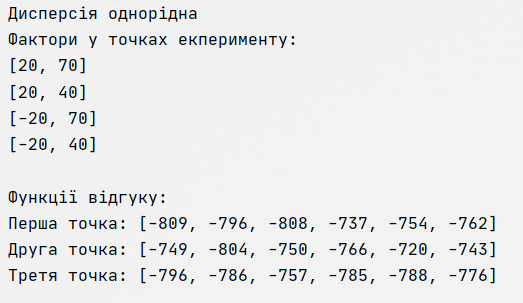 Дисперсія однорідна
Фактори у точках екперименту:
[20, 70]
[20, 40]
[-20, 70]
[-20, 40]
Функції відгуку:
Перша точка: [-809, -796, -808, -737, -754, -762]
Друга точка: [-749, -804, -750, -766, -720, -743]
Третя точка: [-796, -786, -757, -785, -788, -776]